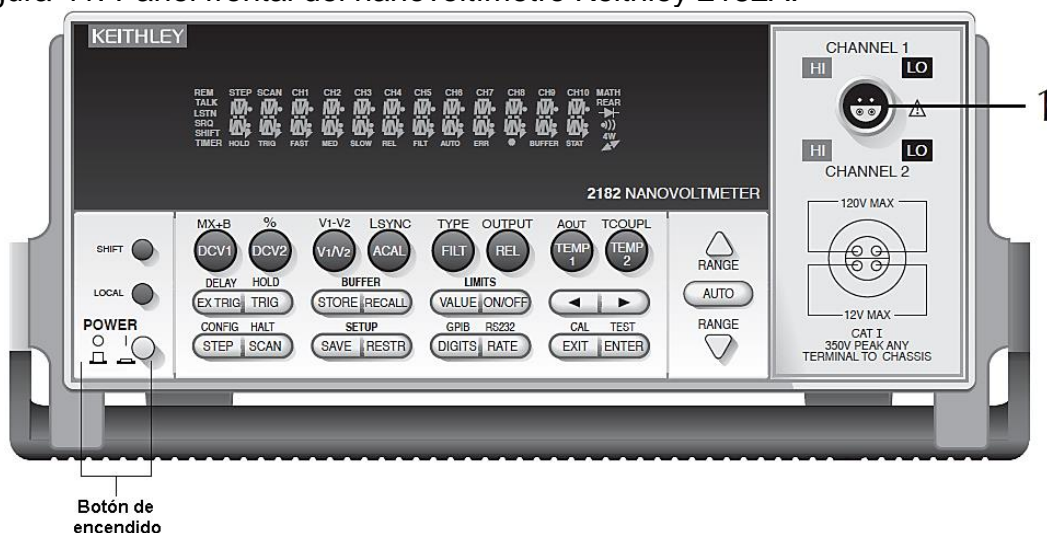 Panel frontal del nanovoltímetro Keithley 2182A.
KEITHLEY
REM STEP SCAN CH1 CH2 CH3 CH4 CH5 CH6 CH7 CH8 CH9 CH10 MATH
TALK REAR
LSTN
SRQ
SHIFT 4W
TIMER HOLD TRIG FAST MED SLOW REL FILT AUTO ERR BUFFER STAT
2182 NANOVOLTMETER
CHANNEL 1
HI LO
1
HI LO
CHANNEL 2
120V MAX
12V MAX
CAT I
350V PEAK ANY
TERMINAL TO CHASSIS
SHIFT
LOCAL
POWER
MX+B % V1-V2 LSYNC TYPE OUTPUT AOUT TCOUPL
DCV1 DCV2 V1/V2 ACAL FILT REL TEMP 1 TEMP 2
DELAY HOLD BUFFER LIMITS
EX TRIG TRIG STORE RECALL VALUE ON/OFF
CONFIG HALT SETUP GPIB RS232 CAL TEST
STEP SCAN SAVE RESTR DIGITS RATE EXIT ENTER
RANGE
AUTO
RANGE
Botón de
encendido